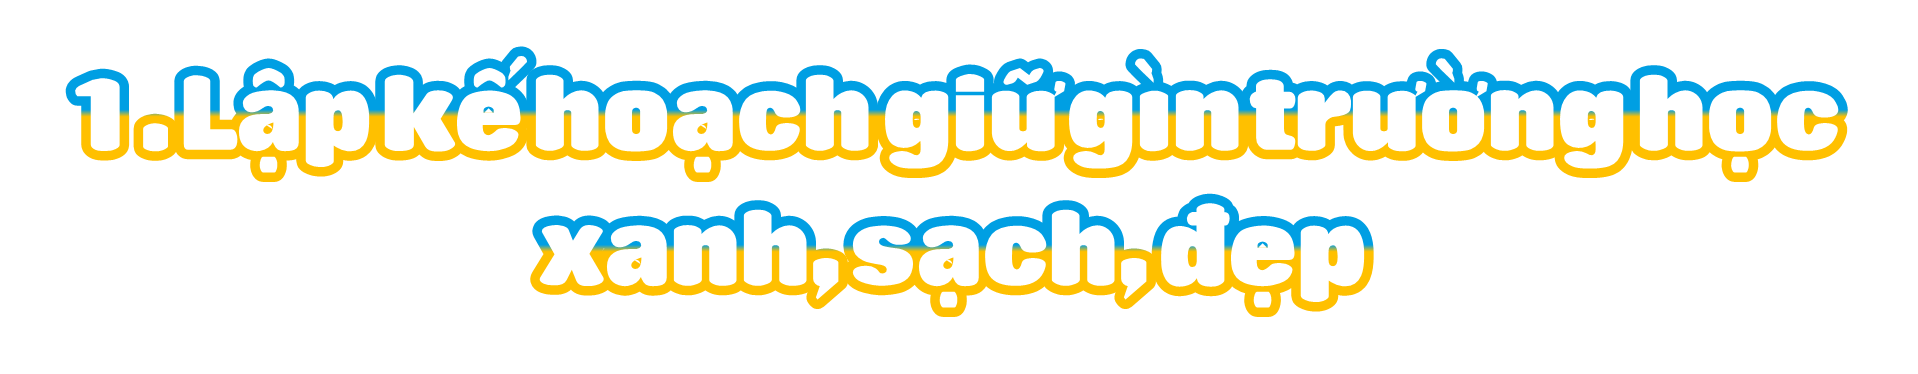 1. Lập kế hoạch giữ gìn trường học
xanh, sạch, đẹp